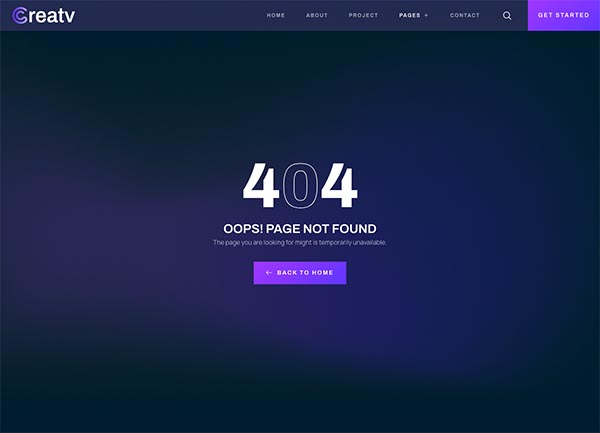 Creatv
HOME ABOUT PROJECT PAGES + CONTACT GET STARTED
404
OOPS! PAGE NOT FOUND
The page you are looking for might is temporarily unavailable.
← BACK TO HOME